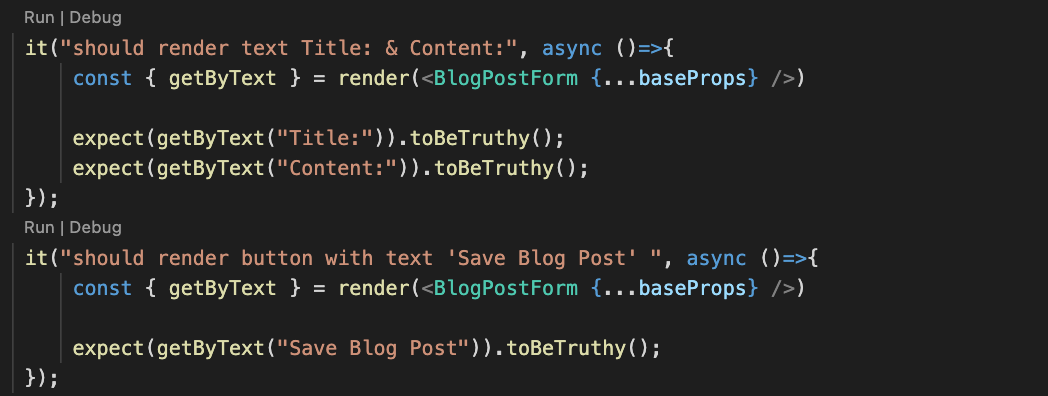 Run | Debug
it("should render text Title: & Content:", async ()=>{
const { getByText } = render(<BlogPostForm {...baseProps} />)
expect(getByText("Title:")).toBeTruthy();
expect(getByText("Content:")).toBeTruthy();
});
Run | Debug
it("should render button with text 'Save Blog Post' ", async ()=>{
const { getByText } = render(<BlogPostForm {...baseProps} />)
expect(getByText("Save Blog Post")).toBeTruthy();
});